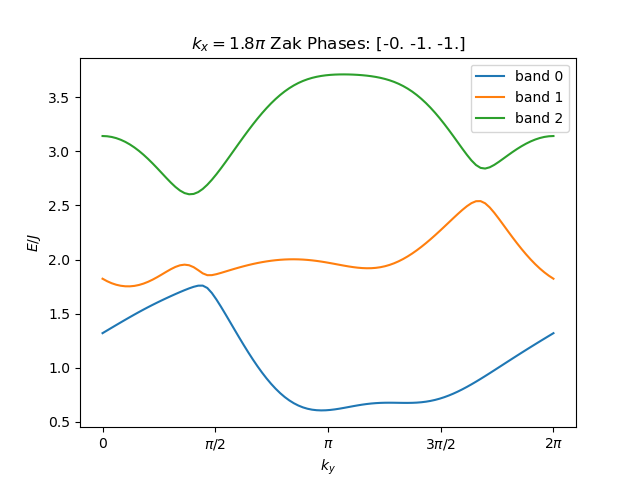 $k_x = 1.8\pi$ Zak Phases: [-0. -1. -1.]
band 0
band 1
band 2
E/J
3.5
3.0
2.5
2.0
1.5
1.0
0.5
0
π/2
π
3π/2
2π
$k_y$